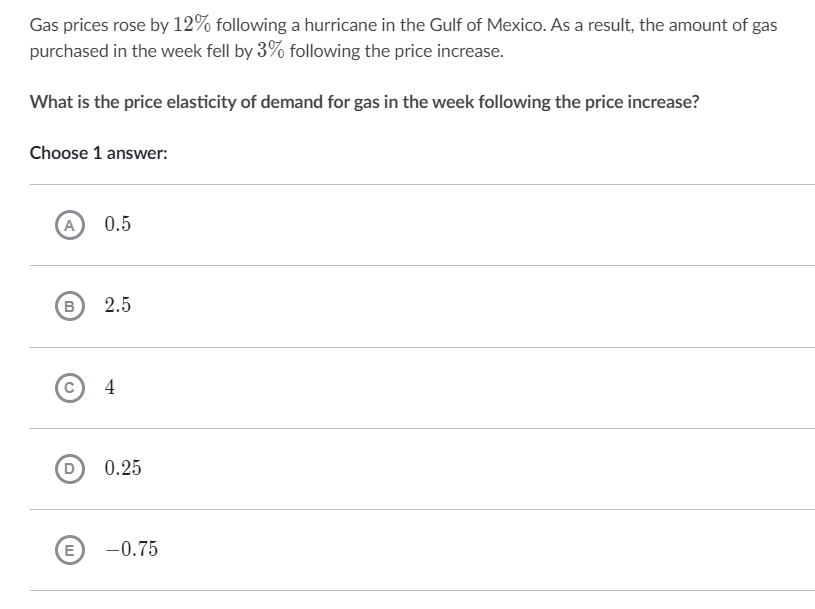 Gas prices rose by 12% following a hurricane in the Gulf of Mexico. As a result, the amount of gas
purchased in the week fell by 3% following the price increase.
What is the price elasticity of demand for gas in the week following the price increase?
Choose 1 answer:
A 0.5
B 2.5
C 4
D 0.25
E −0.75